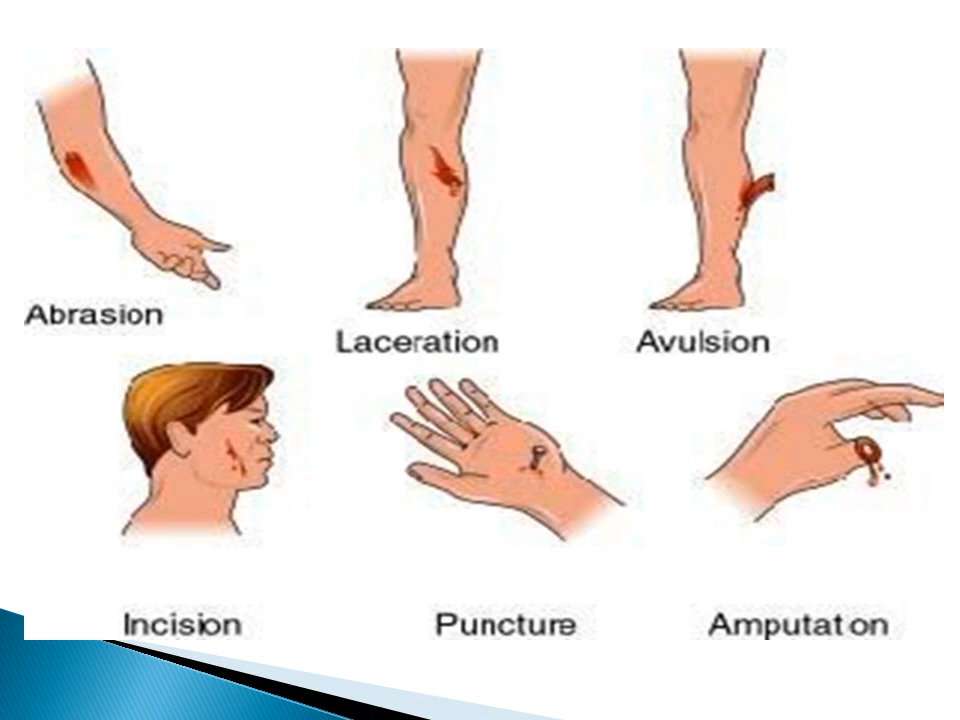 Abrasion
Laceration
Avulsion
Incision
Puncture
Amputat on